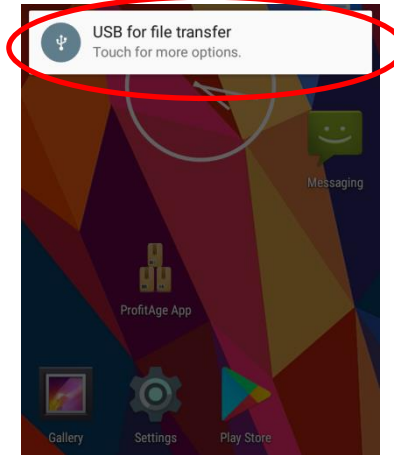 USB for file transfer
Touch for more options.
Messaging
ProfitAge App
Gallery
Settings
Play Store